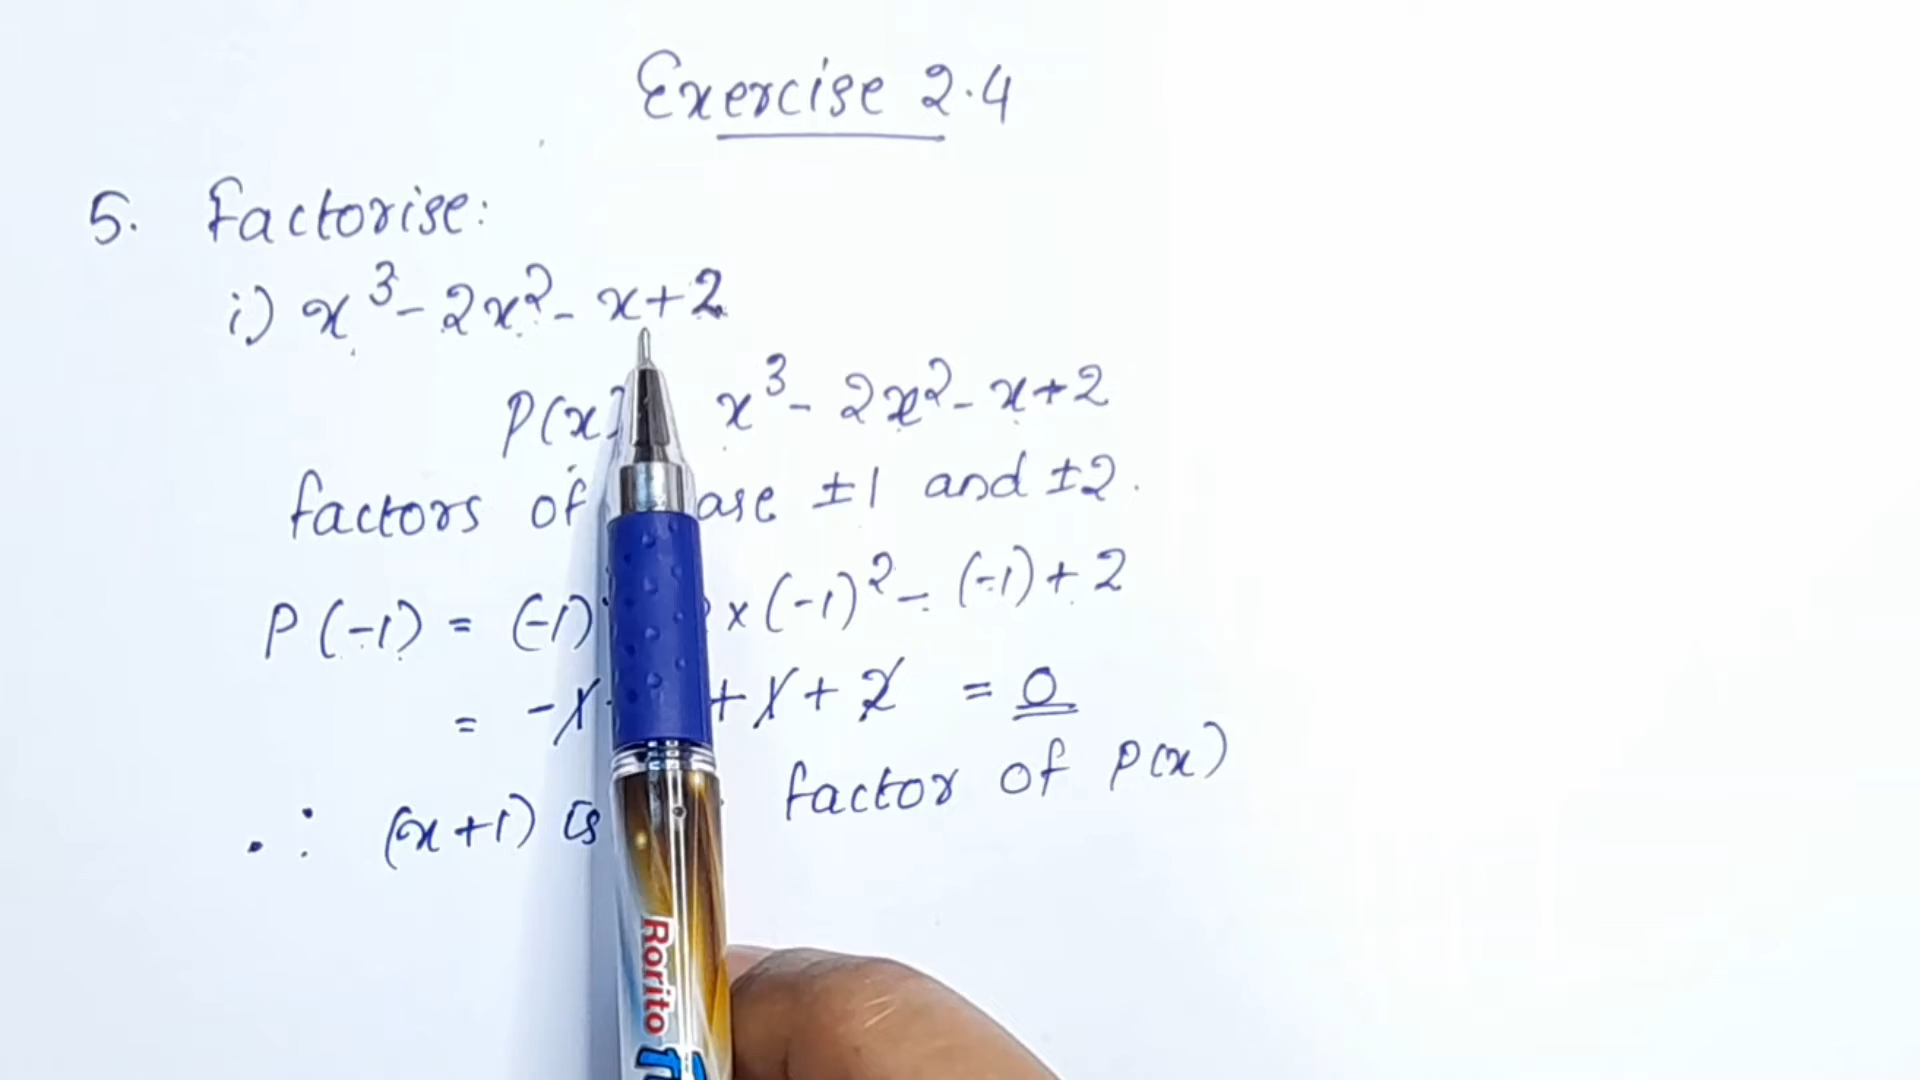 Exercise 2.4
5. Factorise:
i) x³ - 2x² - x + 2
P(x) x³ - 2x² - x + 2
factors of are ±1 and ±2.
P(-1) = (-1) × (-1)² - (-1) + 2
= -1 + 1 + 2 = 0
∴ (x+1) is factor of P(x)
Rorito